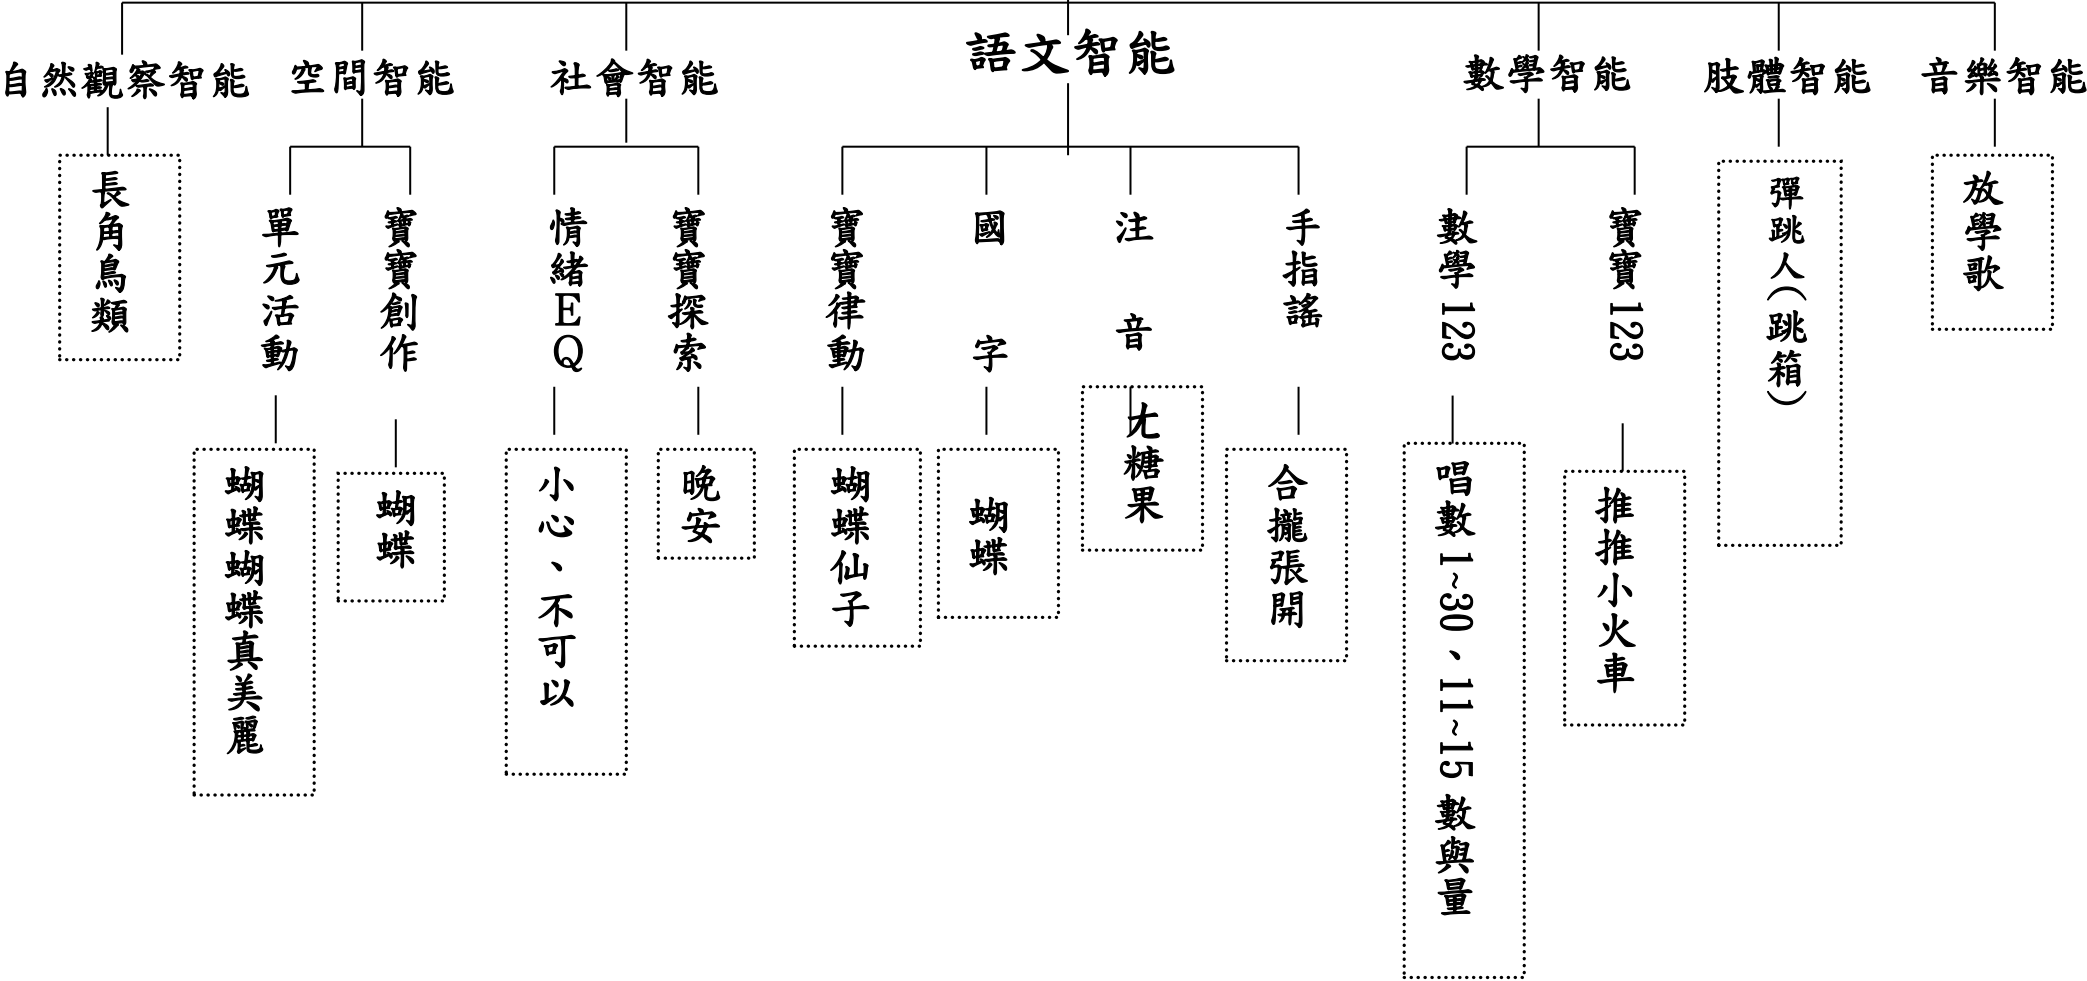 自然觀察智能
空間智能
社會智能
語文智能
數學智能
肢體智能
音樂智能
長角鳥類
單元活動
寶寶創作
情緒EQ
寶寶探索
寶寶律動
國字
注音
手指謠
數學123
寶寶123
彈跳人(跳箱)
放學歌
蝴蝶蝴蝶真美麗
蝴蝶
小心、不可以
晚安
蝴蝶仙子
蝴蝶
ㄤ糖果
合攏張開
唱數1~30、11~15數與量
推推小火車